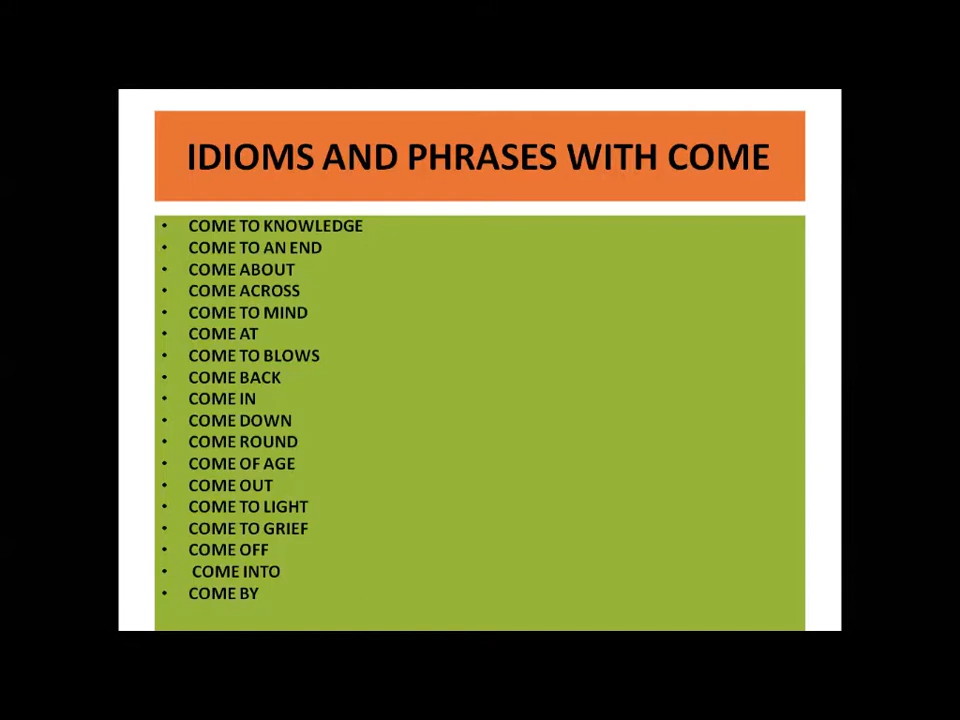 IDIOMS AND PHRASES WITH COME
• COME TO KNOWLEDGE
• COME TO AN END
• COME ABOUT
• COME ACROSS
• COME TO MIND
• COME AT
• COME TO BLOWS
• COME BACK
• COME IN
• COME DOWN
• COME ROUND
• COME OF AGE
• COME OUT
• COME TO LIGHT
• COME TO GRIEF
• COME OFF
• COME INTO
• COME BY